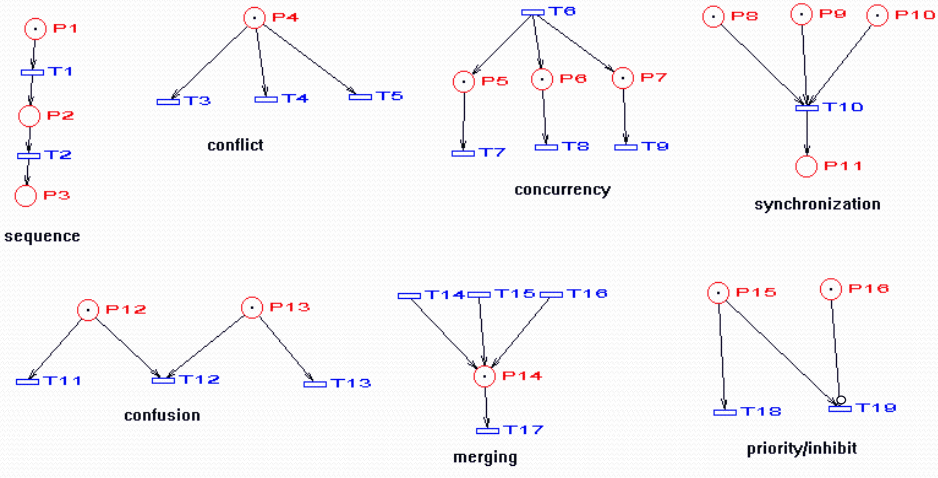 P1
T1
P2
T2
P3
sequence
P4
T3 T4 T5
conflict
T6
P5 P6 P7
T7 T8 T9
concurrency
P8 P9 P10
T10
P11
synchronization
P12 P13
T11 T12 T13
confusion
T14 T15 T16
P14
T17
merging
P15 P16
T18 T19
priority/inhibit